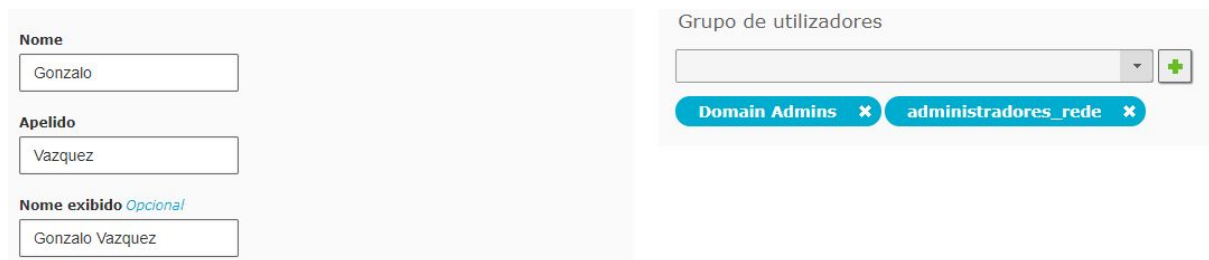 Nome
Gonzalo
Apelido
Vazquez
Nome exibido Opcional
Gonzalo Vazquez
Grupo de utilizadores
Domain Admins
administradores_rede